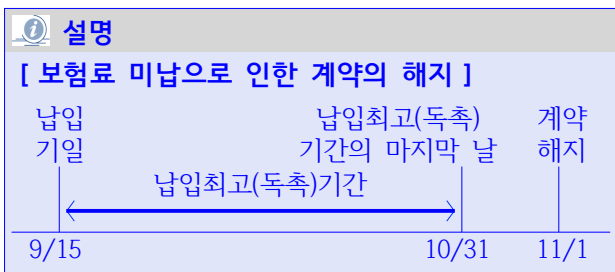 설명
[ 보험료 미납으로 인한 계약의 해지 ]
납입 납입최고(독촉) 계약
기일 기간의 마지막 날 해지
납입최고(독촉)기간
9/15 10/31 11/1